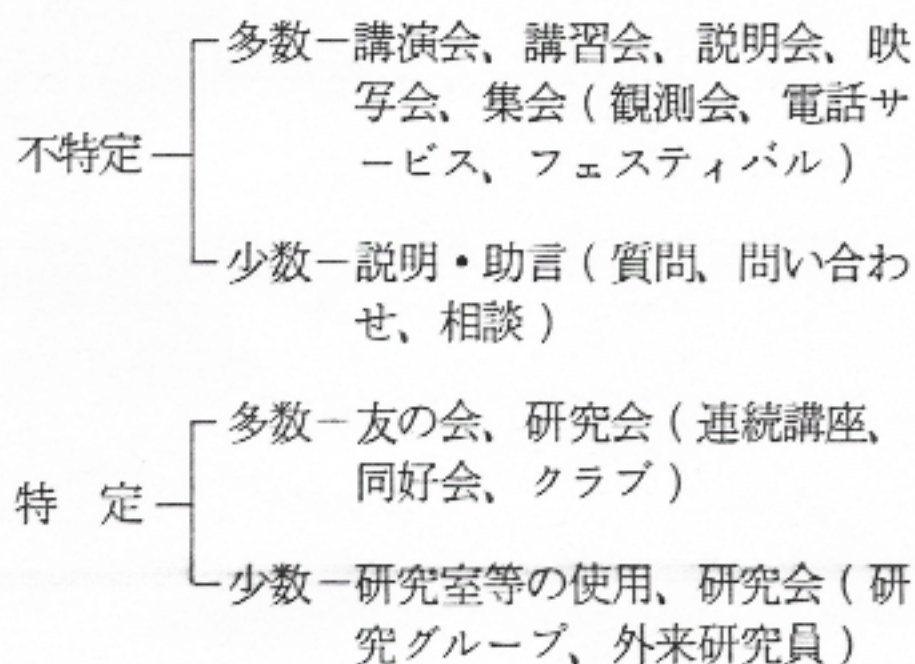 多数－講演会、講習会、説明会、映
写会、集会（観測会、電話サ
不特定
ービス、フェスティバル）
少数－説明・助言（質問、問い合わ
せ、相談）
多数－友の会、研究会（連続講座、
同好会、クラブ）
特　定
少数－研究室等の使用、研究会（研
究グループ、外来研究員）